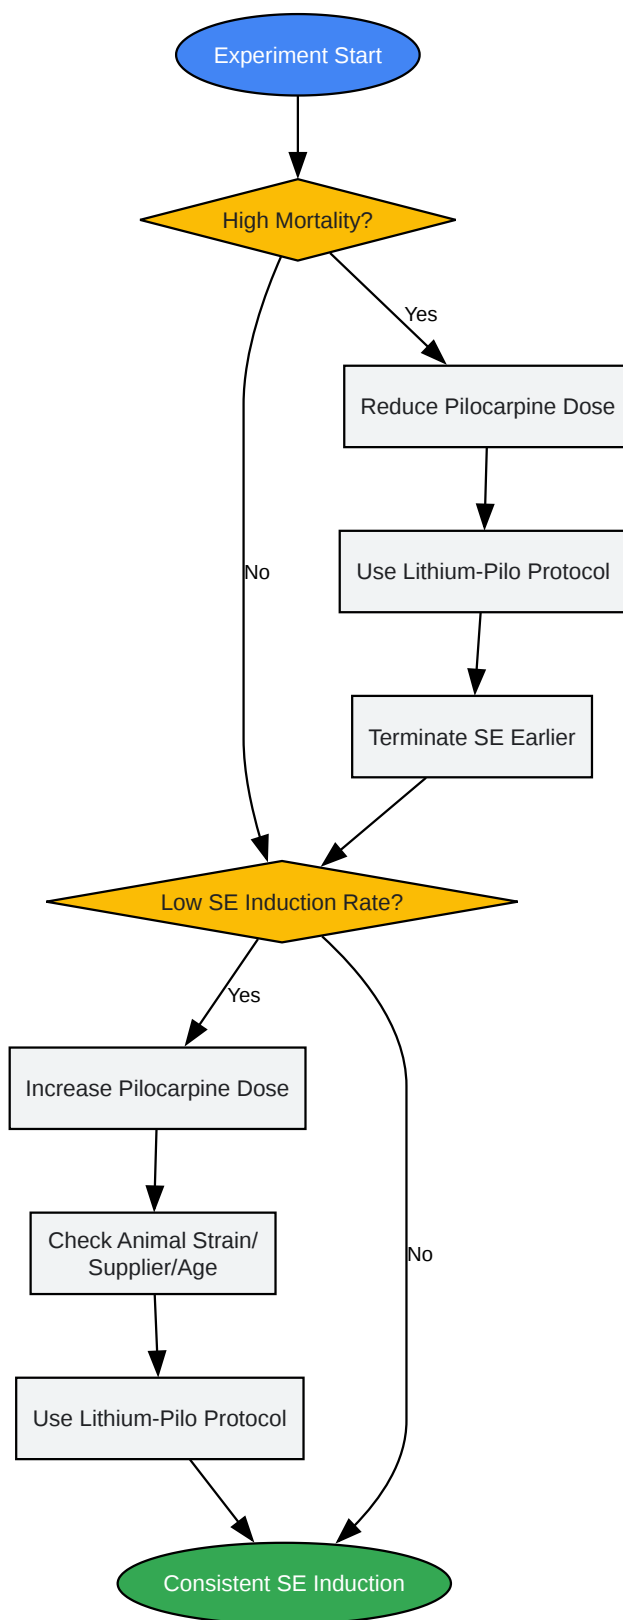 Experiment Start
High Mortality?
Yes
Reduce Pilocarpine Dose
No
Use Lithium-Pilo Protocol
Terminate SE Earlier
Low SE Induction Rate?
Yes
Increase Pilocarpine Dose
Check Animal Strain/
Supplier/Age
No
Use Lithium-Pilo Protocol
Consistent SE Induction